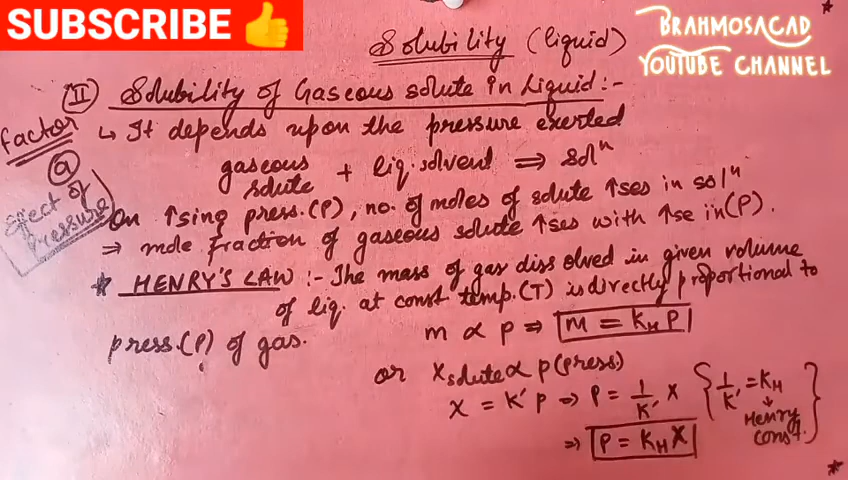 SUBSCRIBE
Solubility (liquid)
BRAHMOSACAD
YOUTUBE CHANNEL
II Solubility of Gaseous solute in Liquid:-
factor
↳ It depends upon the pressure exerted
gaseous solute + liq. solvent ⇒ solⁿ
a
Effect of Pressure
On ↑sing press.(P), no. of moles of solute ↑ses in solⁿ
⇒ mole fraction of gaseous solute ↑ses with ↑se in (P).
* HENRY'S LAW :- The mass of gas dissolved in given volume
of liq. at const temp.(T) is directly proportional to
press.(P) of gas.
m ∝ p ⇒ m = K_H P
or X solute ∝ p (press.)
x = K' p ⇒ P = 1/K' x { 1/K' = K_H → Henry const. }
⇒ P = K_H X